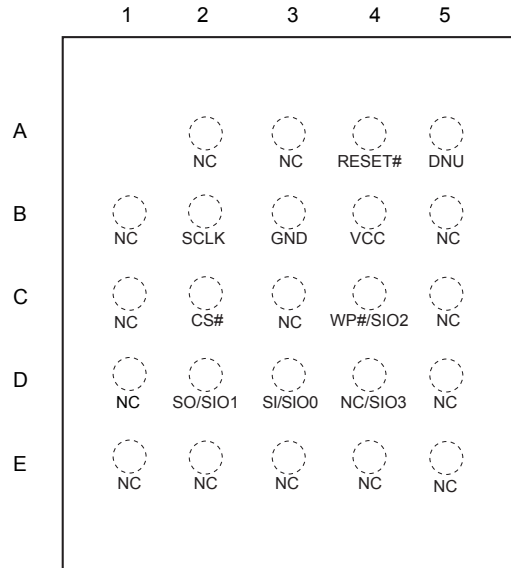 1 2 3 4 5
A
NC NC RESET# DNU
B
NC SCLK GND VCC NC
C
NC CS# NC WP#/SIO2 NC
D
NC SO/SIO1 SI/SIO0 NC/SIO3 NC
E
NC NC NC NC NC